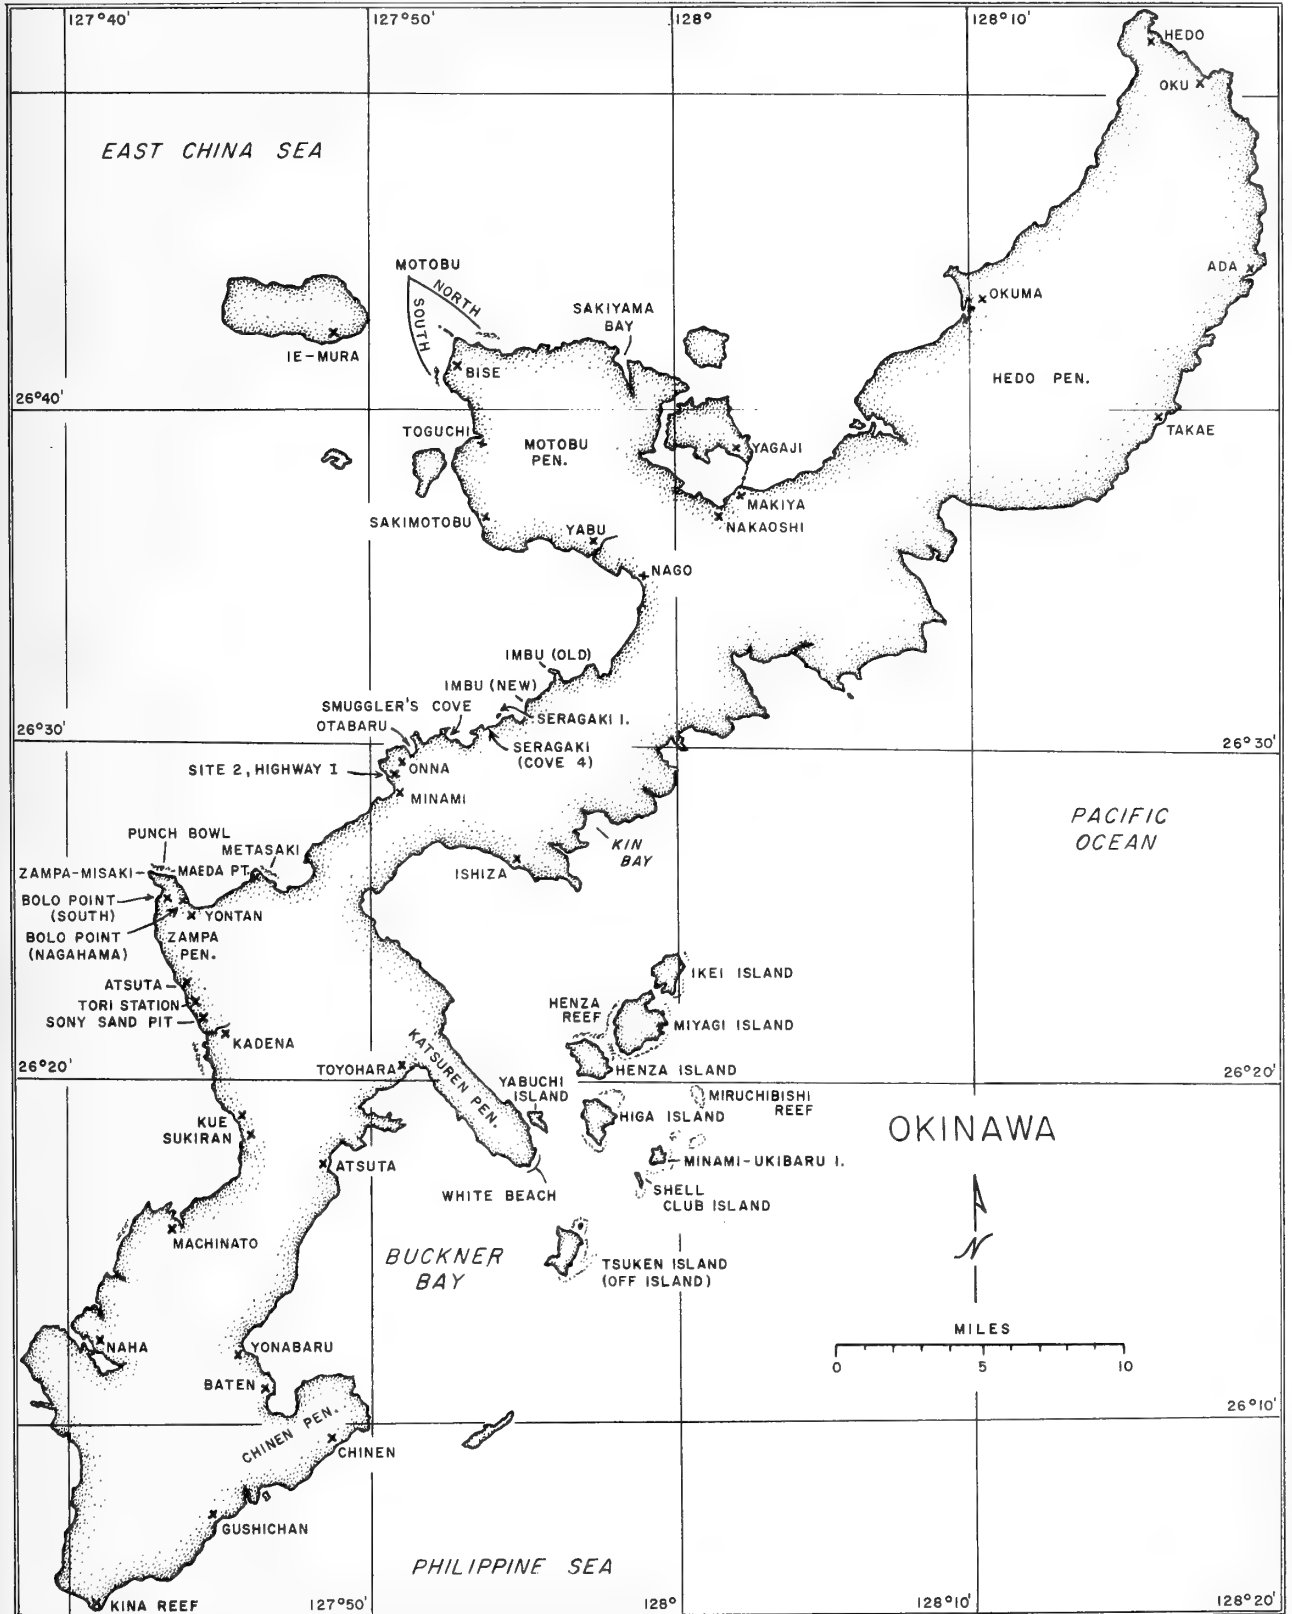 127°40'
127°50'
128°
128°10'
HEDO
OKU
EAST CHINA SEA
ADA
MOTOBU
NORTH
SOUTH
SAKIYAMA
BAY
OKUMA
IE-MURA
BISE
HEDO PEN.
26°40'
TOGUCHI
MOTOBU
PEN.
YAGAJI
TAKAE
SAKIMOTOBU
YABU
MAKIYA
NAKAOSHI
NAGO
IMBU (OLD)
IMBU (NEW)
SMUGGLER'S COVE
OTABARU
SERAGAKI I.
26°30'
SERAGAKI
(COVE 4)
26°30'
SITE 2, HIGHWAY I
ONNA
MINAMI
PACIFIC
OCEAN
PUNCH BOWL
METASAKI
KIN
BAY
ZAMPA-MISAKI
MAEDA PT.
ISHIZA
BOLO POINT
(SOUTH)
YONTAN
BOLO POINT
(NAGAHAMA)
ZAMPA
PEN.
ATSUTA
TORI STATION
SONY SAND PIT
KADENA
IKEI ISLAND
HENZA
REEF
MIYAGI ISLAND
KATSUREN PEN.
26°20'
TOYOHARA
HENZA ISLAND
26°20'
YABUCHI
ISLAND
MIRUCHIBISHI
REEF
HIGA ISLAND
KUE
SUKIRAN
OKINAWA
ATSUTA
MINAMI-UKIBARU I.
WHITE BEACH
SHELL
CLUB ISLAND
MACHINATO
BUCKNER
BAY
N
TSUKEN ISLAND
(OFF ISLAND)
MILES
0 5 10
NAHA
YONABARU
BATEN
26°10'
CHINEN PEN.
CHINEN
GUSHICHAN
PHILIPPINE SEA
KINA REEF
127°50'
128°
128°10'
128°20'